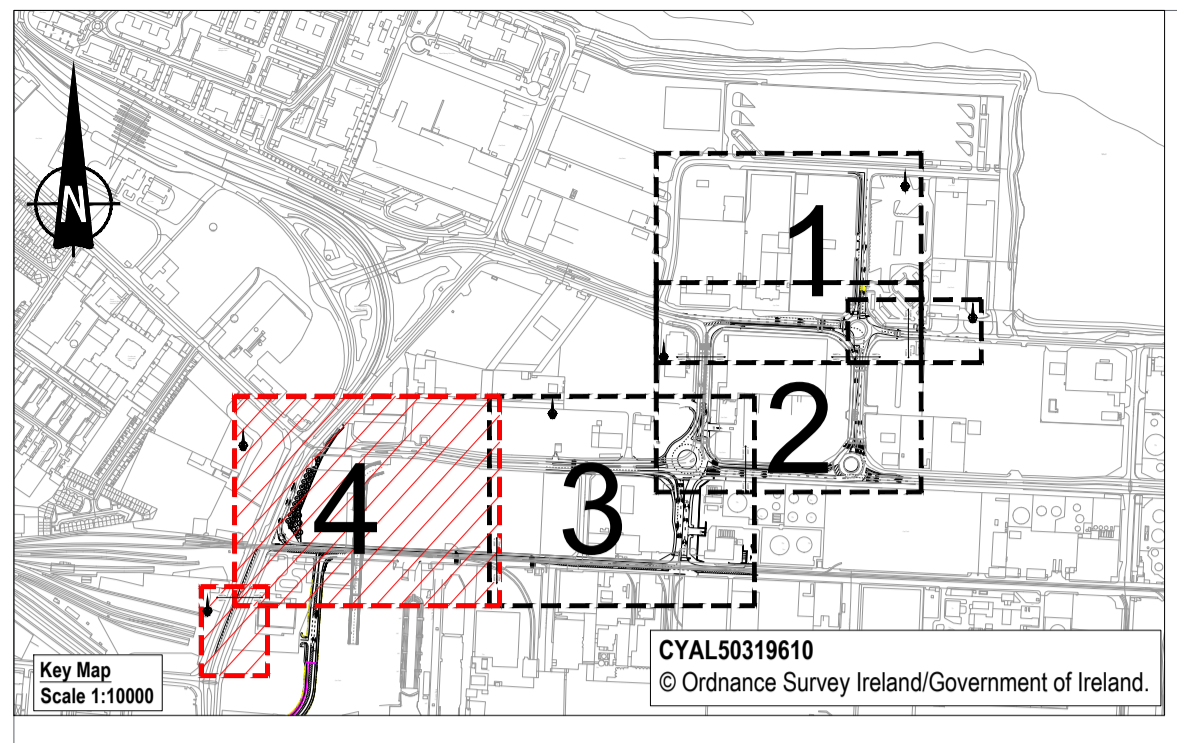 N
1
2
3
4
Key Map
Scale 1:10000
CYAL50319610
© Ordnance Survey Ireland/Government of Ireland.